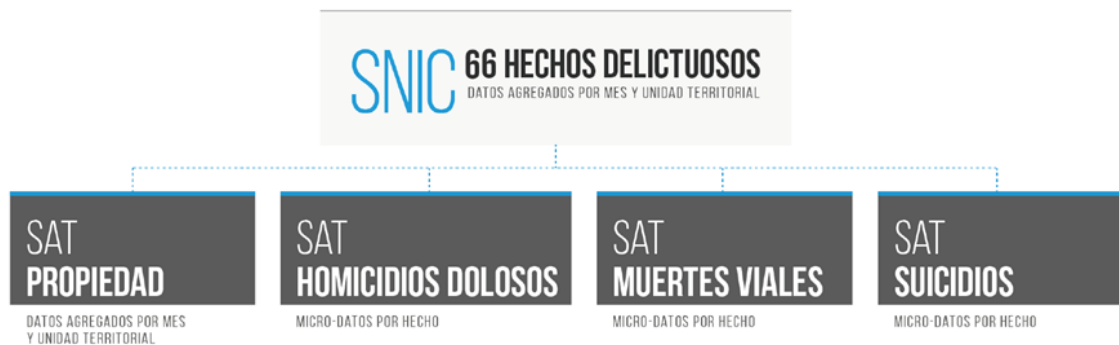 SNIC
66 HECHOS DELICTUOSOS
DATOS AGREGADOS POR MES Y UNIDAD TERRITORIAL
SAT
PROPIEDAD
DATOS AGREGADOS POR MES
Y UNIDAD TERRITORIAL
SAT
HOMICIDIOS DOLOSOS
MICRO-DATOS POR HECHO
SAT
MUERTES VIALES
MICRO-DATOS POR HECHO
SAT
SUICIDIOS
MICRO-DATOS POR HECHO